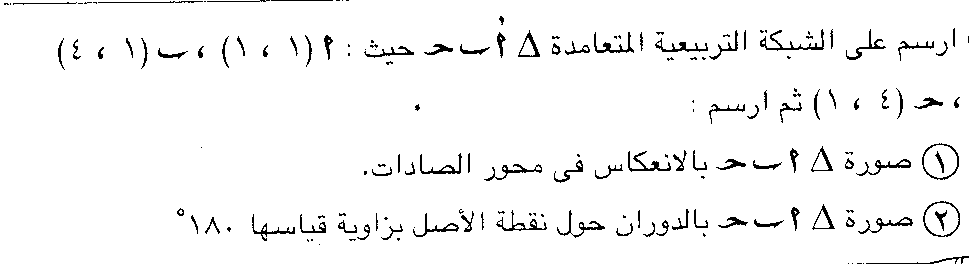 ارسم على الشبكة التربيعية المتعامدة Δ أ ب حـ حيث : أ (١ ، ١) ، ب (١ ، ٤)
، حـ (٤ ، ١) ثم ارسم :
① صورة Δ أ ب حـ بالانعكاس فى محور الصادات.
② صورة Δ أ ب حـ بالدوران حول نقطة الأصل بزاوية قياسها ١٨٠°